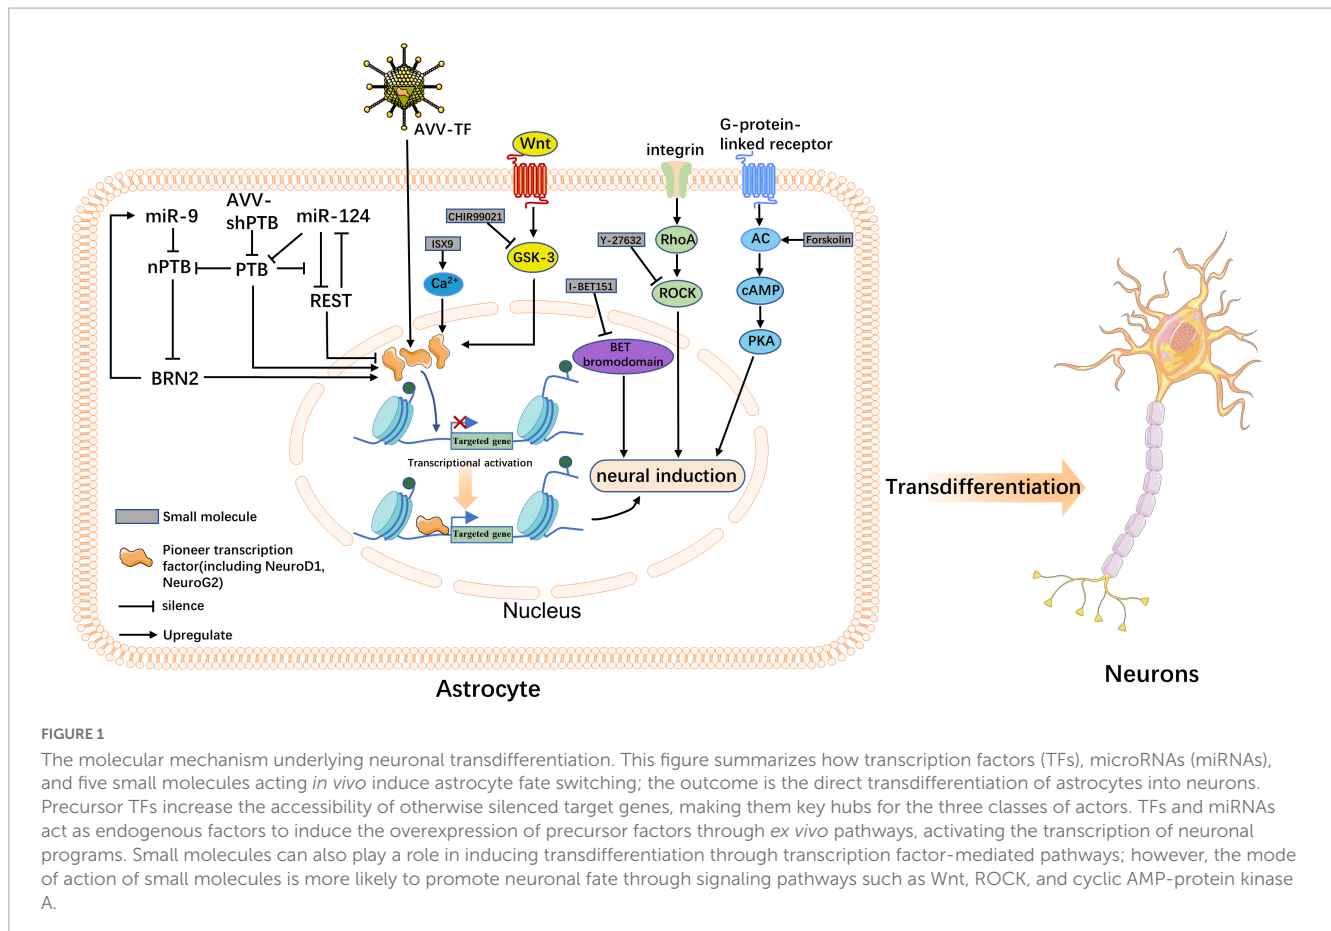 AVV-TF
Wnt
G-protein-
linked receptor
integrin
miR-9
AVV-
shPTB
miR-124
CHIR99021
ISX9
Y-27632
RhoA
AC
Forskolin
nPTB
PTB
GSK-3
Ca2+
I-BET151
ROCK
cAMP
REST
PKA
BET
bromodomain
BRN2
Targeted gene
Transcriptional activation
neural induction
Transdifferentiation
Targeted gene
Small molecule
Pioneer transcription
factor(including NeuroD1,
NeuroG2)
silence
Upregulate
Nucleus
Astrocyte
Neurons
FIGURE 1
The molecular mechanism underlying neuronal transdifferentiation. This figure summarizes how transcription factors (TFs), microRNAs (miRNAs),
and five small molecules acting in vivo induce astrocyte fate switching; the outcome is the direct transdifferentiation of astrocytes into neurons.
Precursor TFs increase the accessibility of otherwise silenced target genes, making them key hubs for the three classes of actors. TFs and miRNAs
act as endogenous factors to induce the overexpression of precursor factors through ex vivo pathways, activating the transcription of neuronal
programs. Small molecules can also play a role in inducing transdifferentiation through transcription factor-mediated pathways; however, the mode
of action of small molecules is more likely to promote neuronal fate through signaling pathways such as Wnt, ROCK, and cyclic AMP-protein kinase
A.